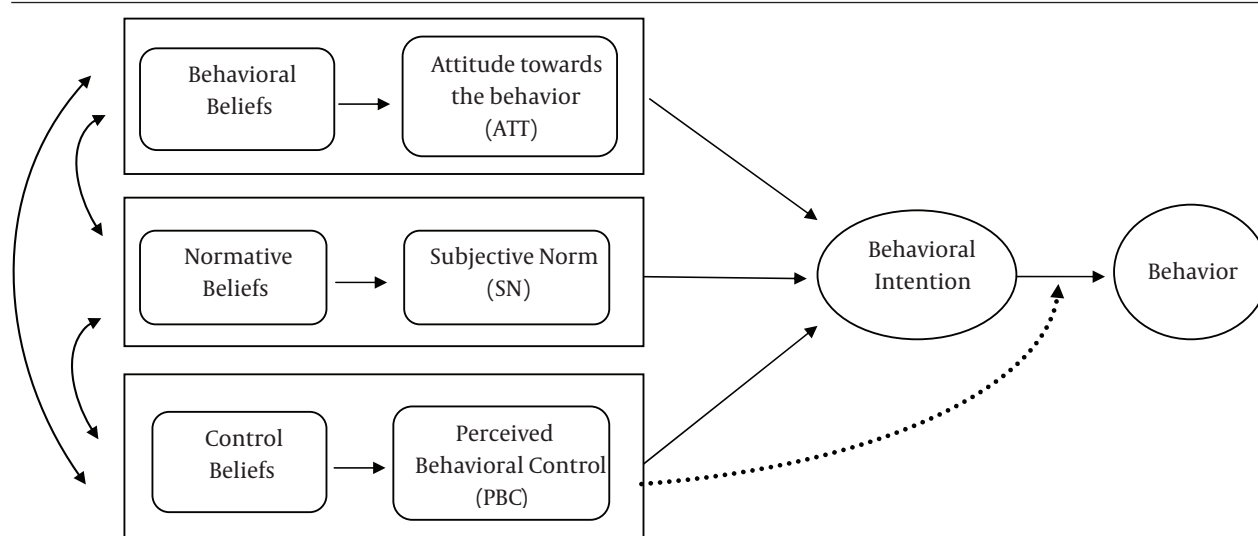 Behavioral
Beliefs
Attitude towards
the behavior
(ATT)
Normative
Beliefs
Subjective Norm
(SN)
Control
Beliefs
Perceived
Behavioral Control
(PBC)
Behavioral
Intention
Behavior